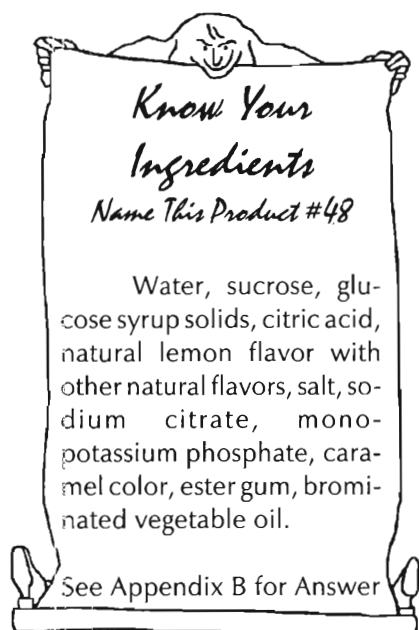 Know Your
Ingredients
Name This Product #48
Water, sucrose, glu-
cose syrup solids, citric acid,
natural lemon flavor with
other natural flavors, salt, so-
dium citrate, mono-
potassium phosphate, cara-
mel color, ester gum, bromi-
nated vegetable oil.
See Appendix B for Answer